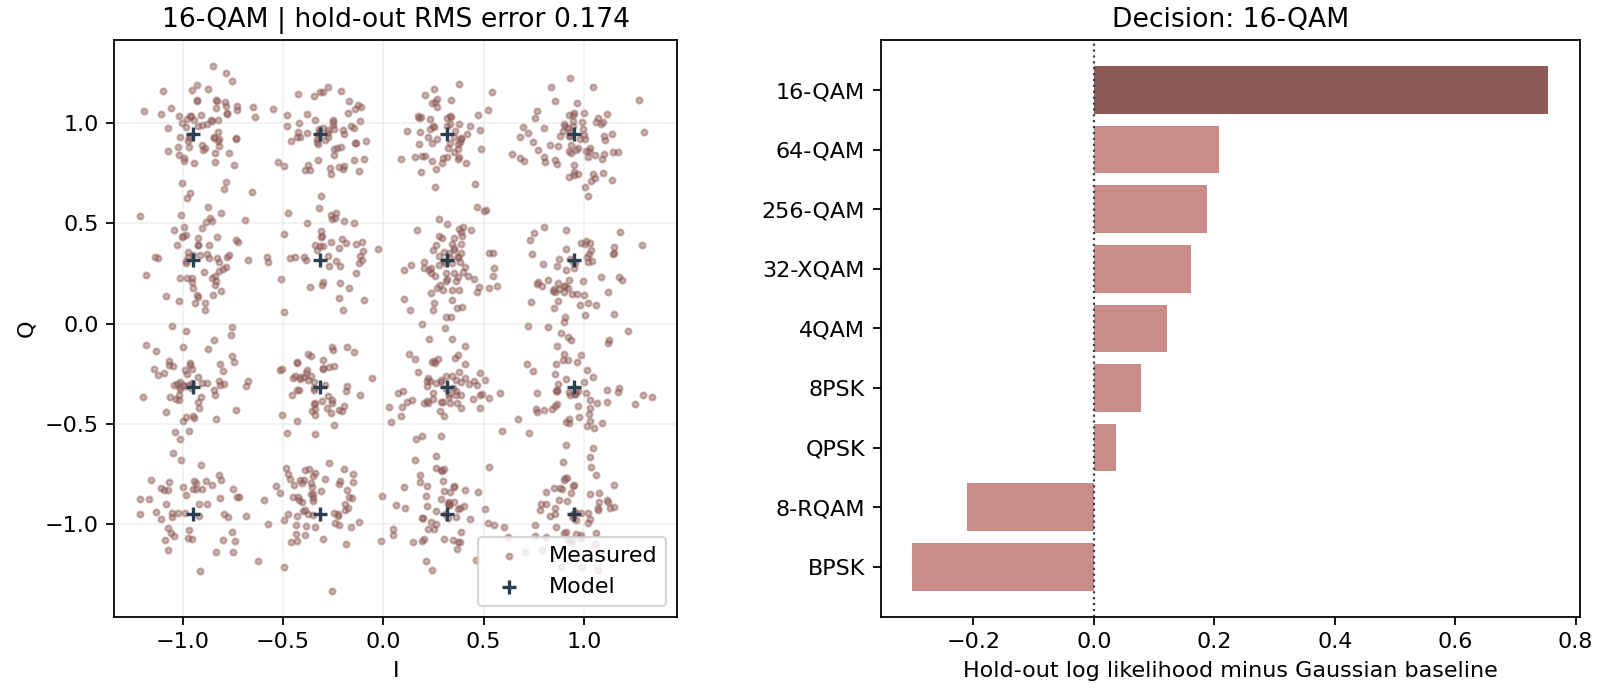 16-QAM | hold-out RMS error 0.174
1.0
0.5
0.0
−0.5
−1.0
Q
−1.0
−0.5
0.0
0.5
1.0
I
Measured
Model
Decision: 16-QAM
16-QAM
64-QAM
256-QAM
32-XQAM
4QAM
8PSK
QPSK
8-RQAM
BPSK
−0.2
0.0
0.2
0.4
0.6
0.8
Hold-out log likelihood minus Gaussian baseline